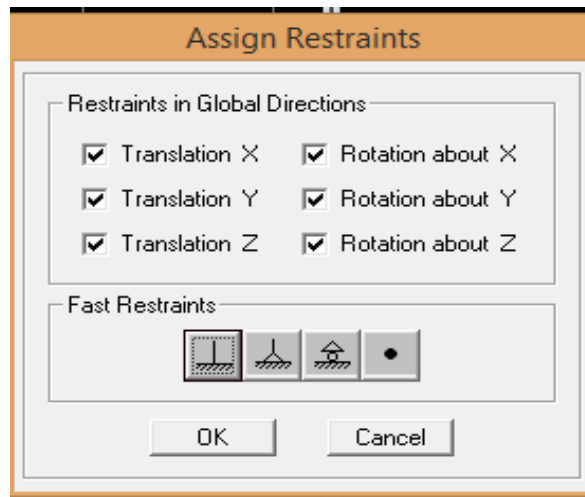 Assign Restraints
Restraints in Global Directions
Translation X Rotation about X
Translation Y Rotation about Y
Translation Z Rotation about Z
Fast Restraints
OK Cancel